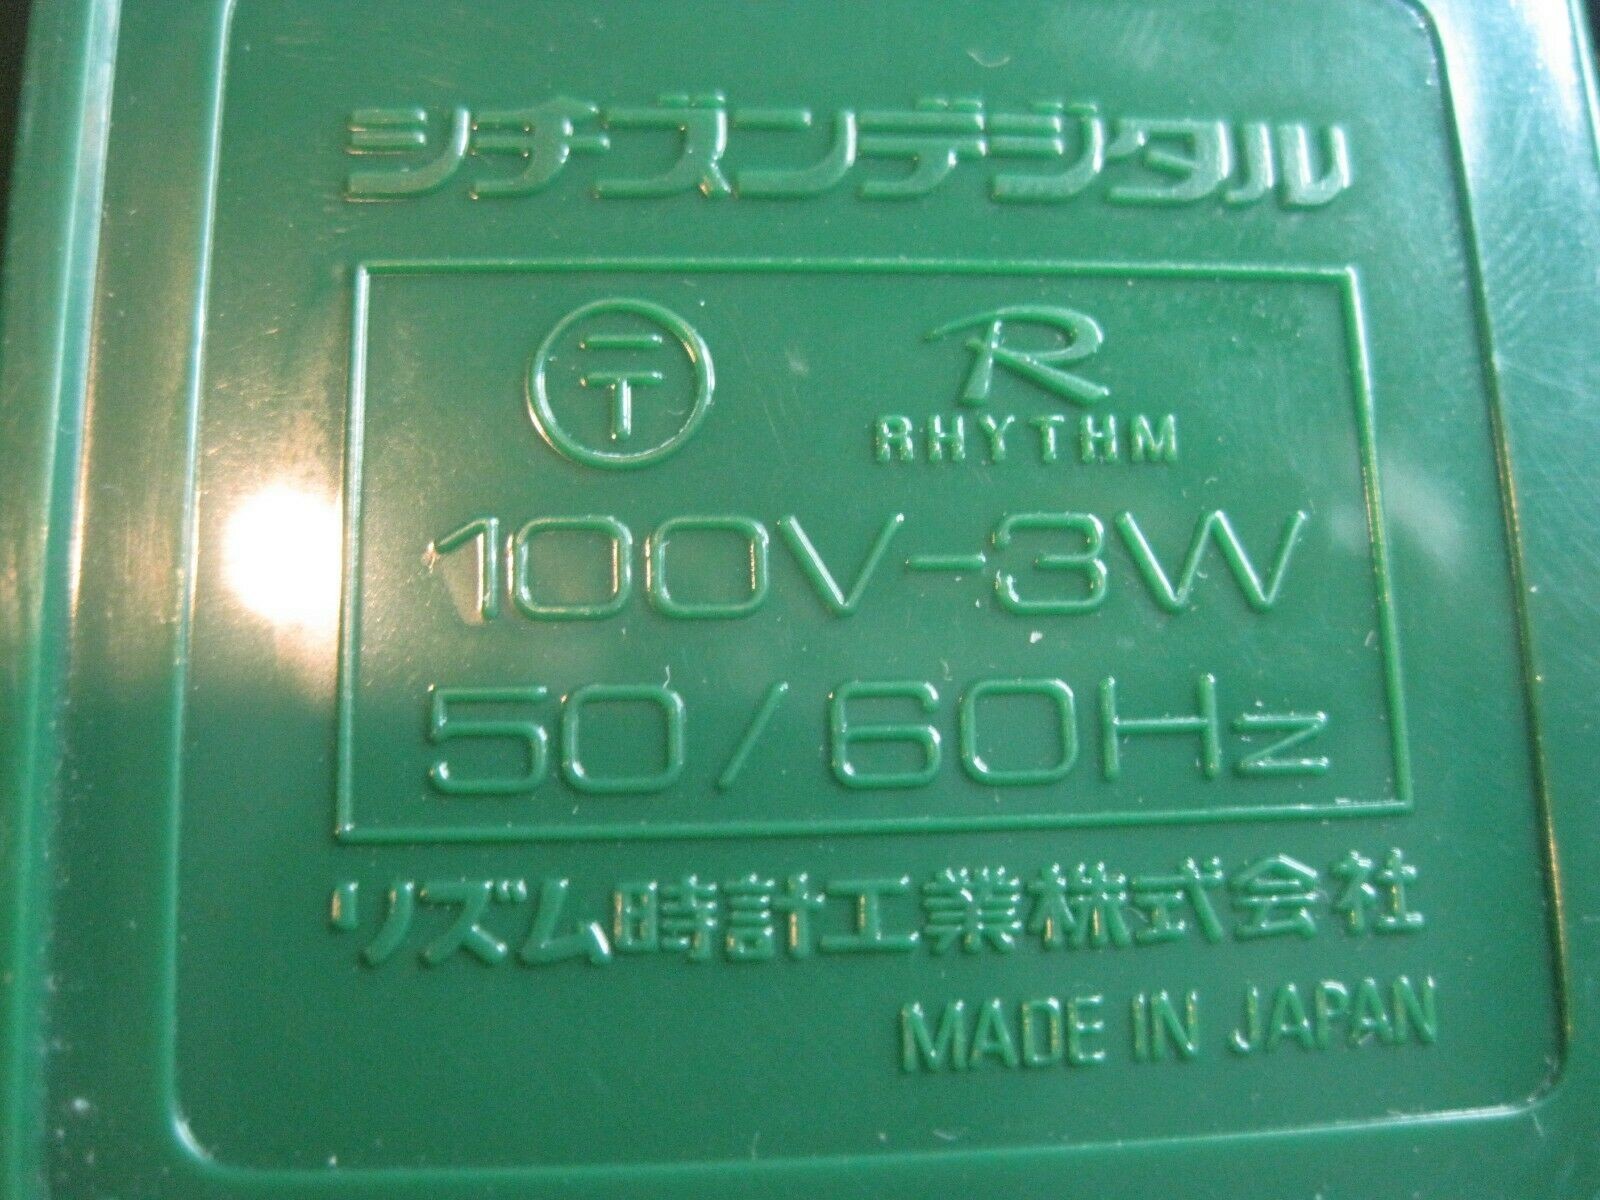 シチズンデジタル
〒 R
RHYTHM
100V-3W
50/60Hz
リズム時計工業株式会社
MADE IN JAPAN